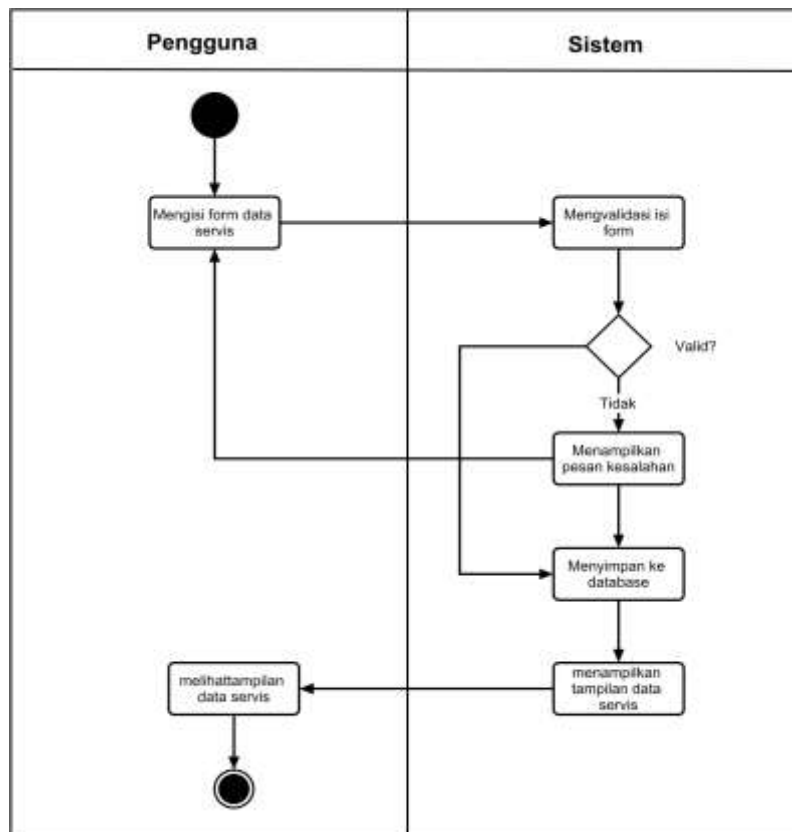 Pengguna
Sistem
Mengisi form data
servis
Mengvalidasi isi
form
Valid?
Tidak
Menampilkan
pesan kesalahan
Menyimpan ke
database
melihattampilan
data servis
menampilkan
tampilan data
servis